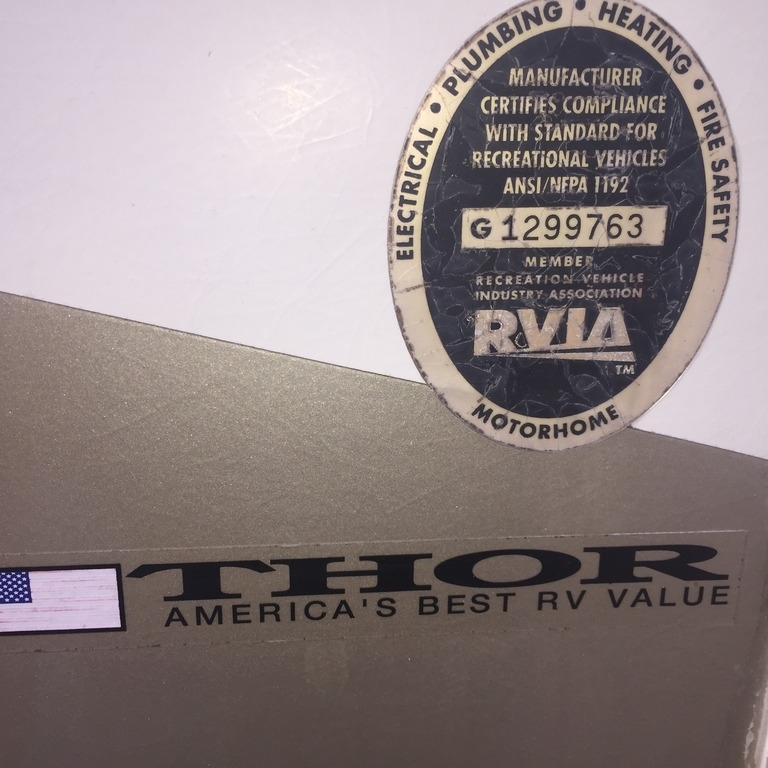 ELECTRICAL • PLUMBING • HEATING • FIRE SAFETY
MANUFACTURER
CERTIFIES COMPLIANCE
WITH STANDARD FOR
RECREATIONAL VEHICLES
ANSI/NFPA 1192
G 1299763
MEMBER
RECREATION VEHICLE
INDUSTRY ASSOCIATION
RVIA
TM
MOTORHOME
THOR
AMERICA'S BEST RV VALUE